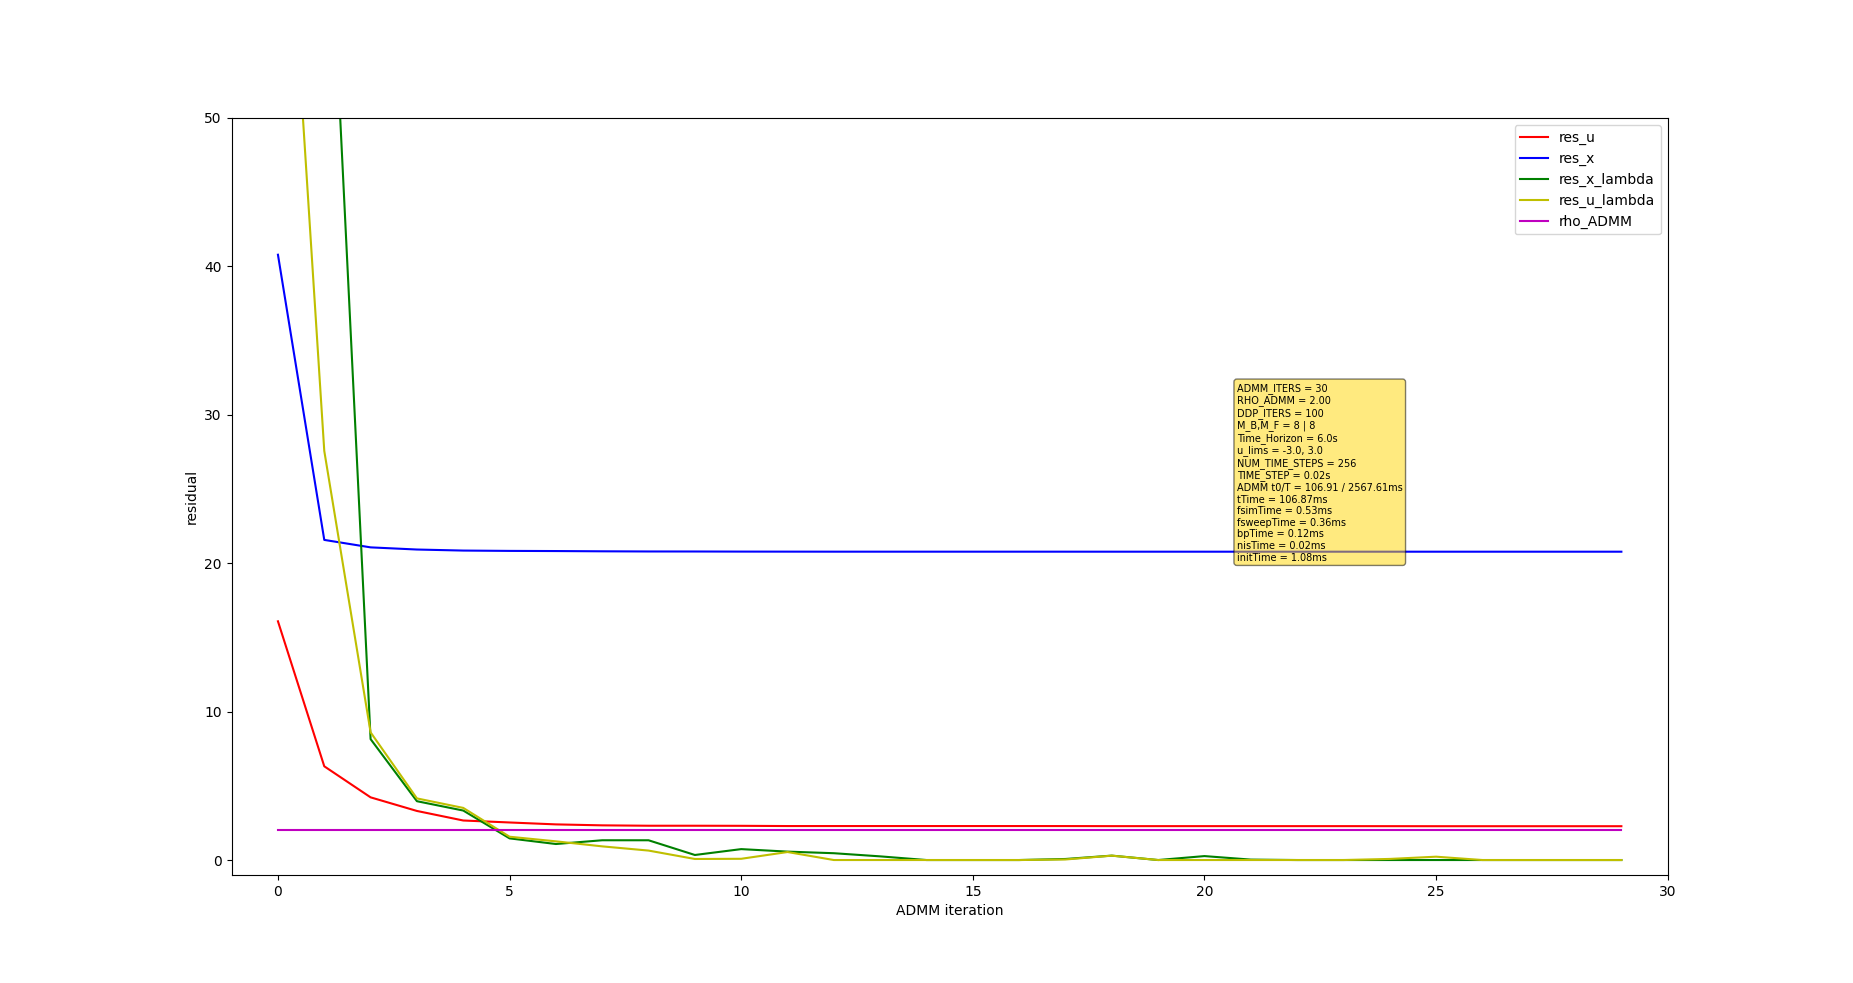 50
40
30
20
10
0
residual
0 5 10 15 20 25 30
ADMM iteration
res_u
res_x
res_x_lambda
res_u_lambda
rho_ADMM
ADMM_ITERS = 30
RHO_ADMM = 2.00
DDP_ITERS = 100
M_B,M_F = 8 | 8
Time_Horizon = 6.0s
u_lims = -3.0, 3.0
NUM_TIME_STEPS = 256
TIME_STEP = 0.02s
ADMM t0/T = 106.91 / 2567.61ms
tTime = 106.87ms
fsimTime = 0.53ms
fsweepTime = 0.36ms
bpTime = 0.12ms
nisTime = 0.02ms
initTime = 1.08ms